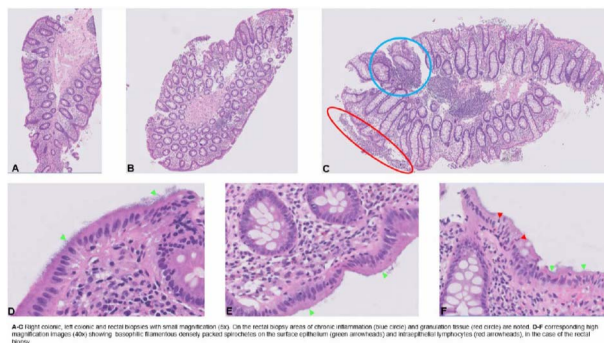 A
B
C
D
E
F
A-C Right colonic, left colonic and rectal biopsies with small magnification (6x). On the rectal biopsy areas of chronic inflammation (blue circle) and granulation tissue (red circle) are noted. D-F corresponding high
magnification images (40x) showing basophilic filamentous densely packed spirochetes on the surface epithelium (green arrowheads) and intraepithelial lymphocytes (red arrowheads), in the case of the rectal
biopsy.